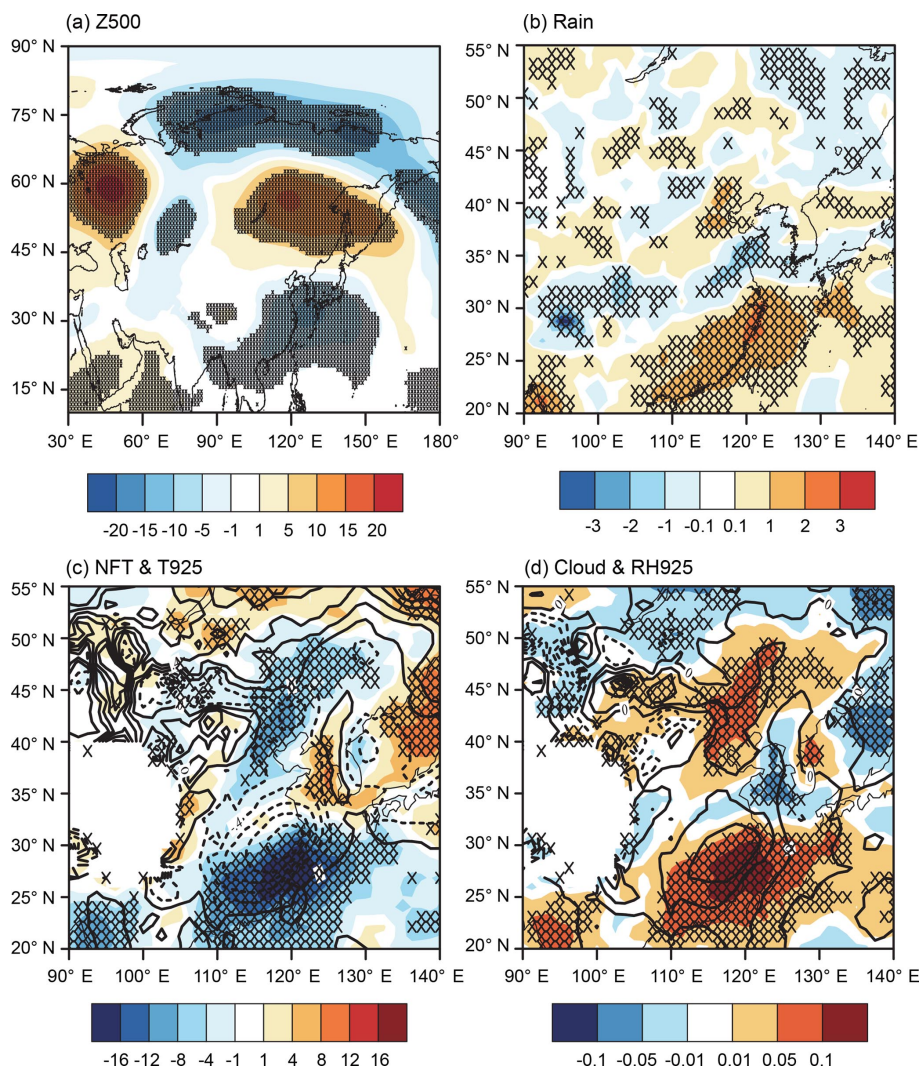 (a) Z500
(b) Rain
90° N
75° N
60° N
45° N
30° N
15° N
30° E 60° E 90° E 120° E 150° E 180°
55° N
50° N
45° N
40° N
35° N
30° N
25° N
20° N
90° E 100° E 110° E 120° E 130° E 140° E
-20 -15 -10 -5 -1 1 5 10 15 20
-3 -2 -1 -0.1 0.1 1 2 3
(c) NFT & T925
(d) Cloud & RH925
55° N
50° N
45° N
40° N
35° N
30° N
25° N
20° N
90° E 100° E 110° E 120° E 130° E 140° E
55° N
50° N
45° N
40° N
35° N
30° N
25° N
20° N
90° E 100° E 110° E 120° E 130° E 140° E
-16 -12 -8 -4 -1 1 4 8 12 16
-0.1 -0.05 -0.01 0.01 0.05 0.1